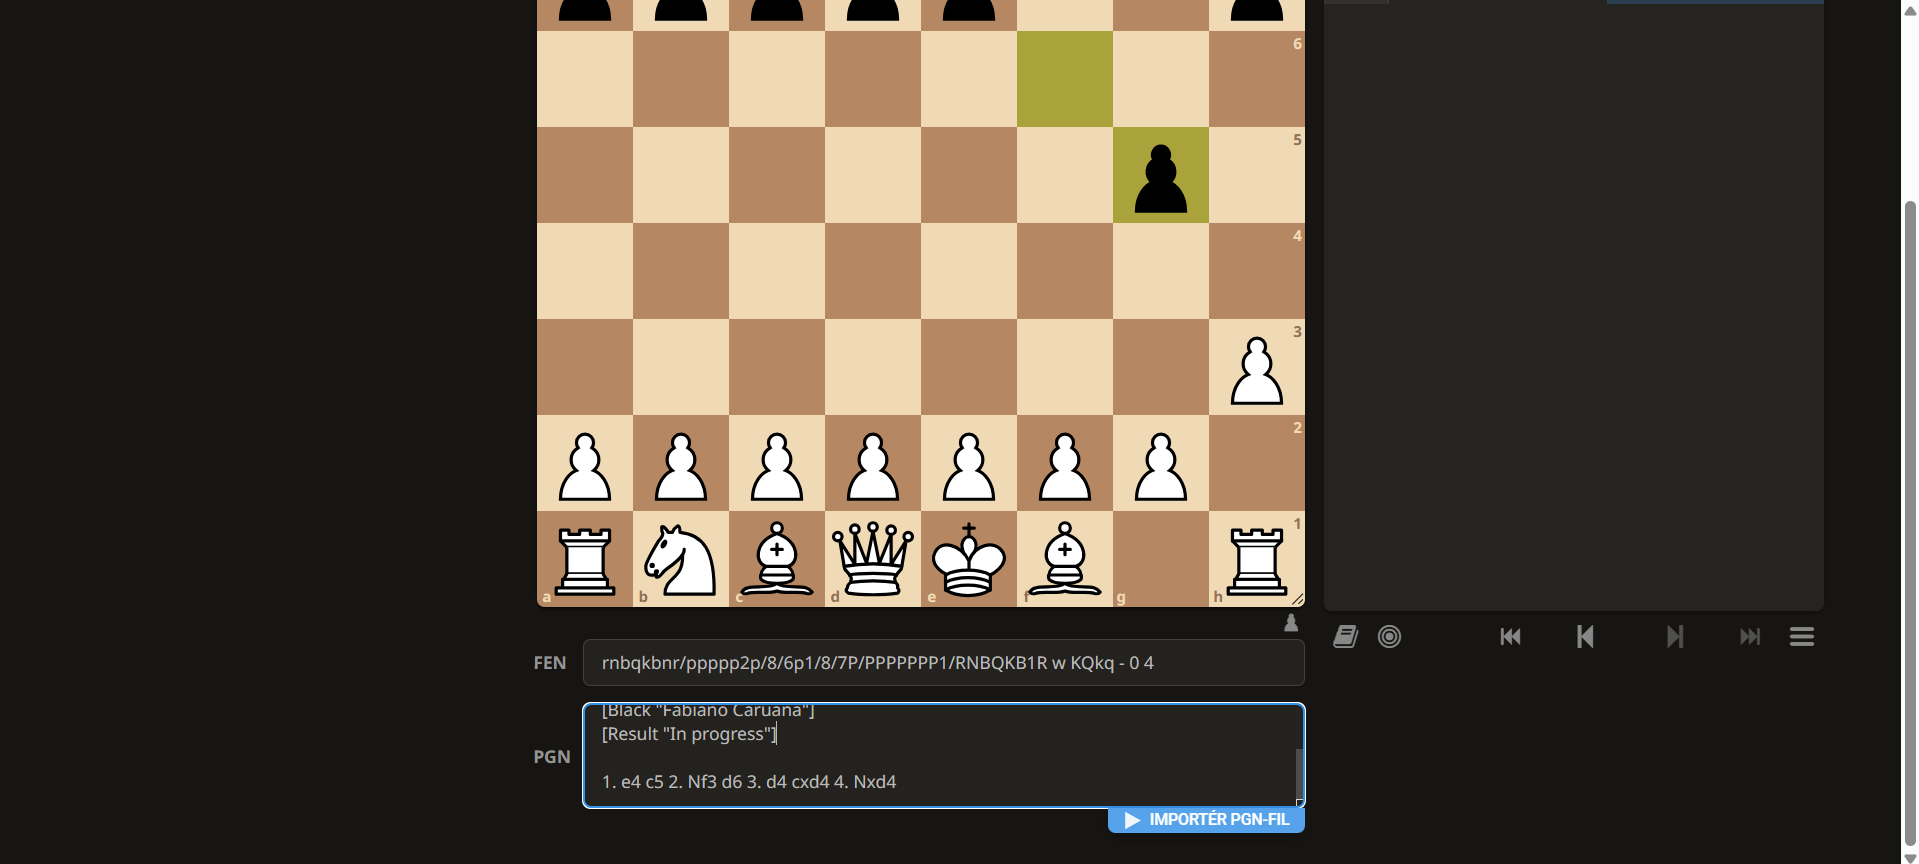 6
5
4
3
2
1
a b c d e f g h
FEN
rnbqkbnr/ppppp2p/8/6p1/8/7P/PPPPPPP1/RNBQKB1R w KQkq - 0 4
PGN
[Black "Fabiano Caruana"]
[Result "In progress"]
1. e4 c5 2. Nf3 d6 3. d4 cxd4 4. Nxd4
IMPORTÉR PGN-FIL